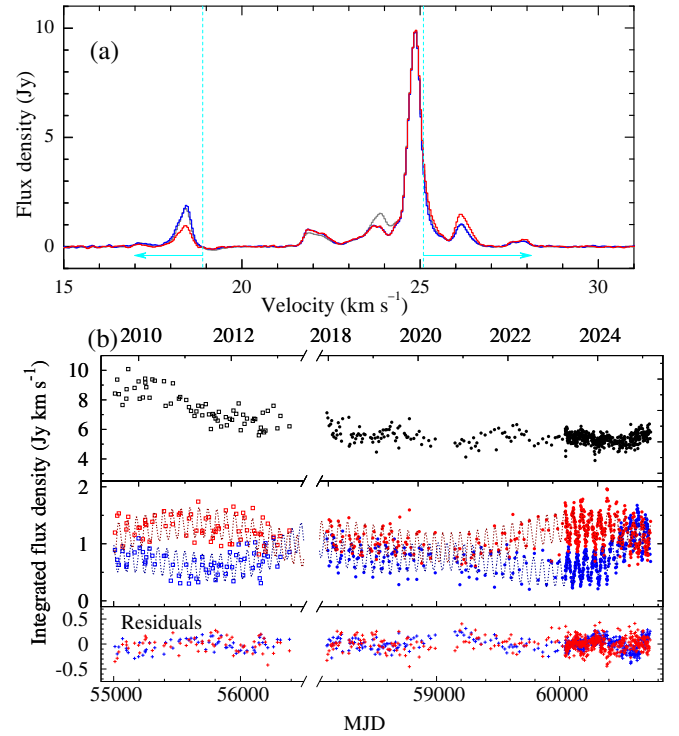 (a)
Flux density (Jy)
10
5
0
15 20 25 30
Velocity (km s⁻¹)
(b)
2010 2012 2018 2020 2022 2024
Integrated flux density (Jy km s⁻¹)
10
8
6
4
2
1
0
Residuals
0.5
0
-0.5
55000 56000 59000 60000
MJD